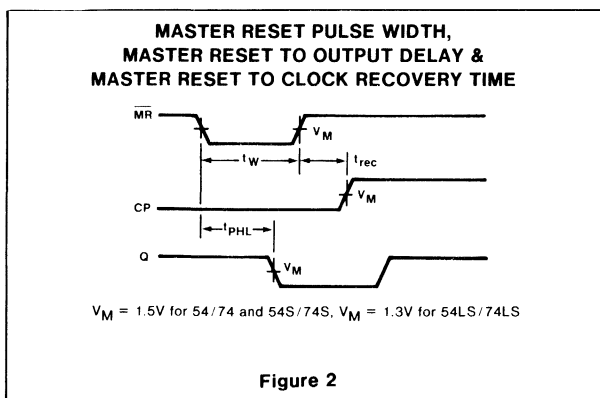 MASTER RESET PULSE WIDTH,
MASTER RESET TO OUTPUT DELAY &
MASTER RESET TO CLOCK RECOVERY TIME
MR
VM
tW
trec
VM
CP
tPHL
Q
VM
VM = 1.5V for 54/74 and 54S/74S, VM = 1.3V for 54LS/74LS
Figure 2